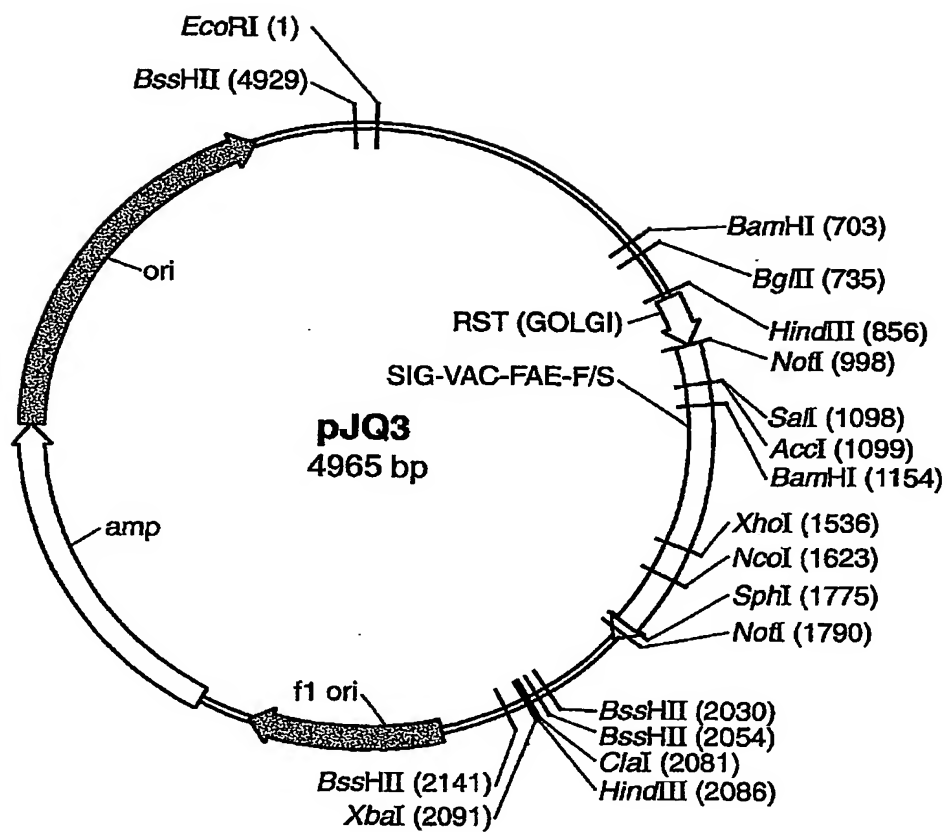 EcoRI (1)
BssHII (4929)
BamHI (703)
BglII (735)
ori
RST (GOLGI)
HindIII (856)
NotI (998)
SIG-VAC-FAE-F/S
SalI (1098)
pJQ3
AccI (1099)
4965 bp
BamHI (1154)
amp
XhoI (1536)
NcoI (1623)
SphI (1775)
NotI (1790)
f1 ori
BssHII (2030)
BssHII (2054)
ClaI (2081)
BssHII (2141)
HindIII (2086)
XbaI (2091)